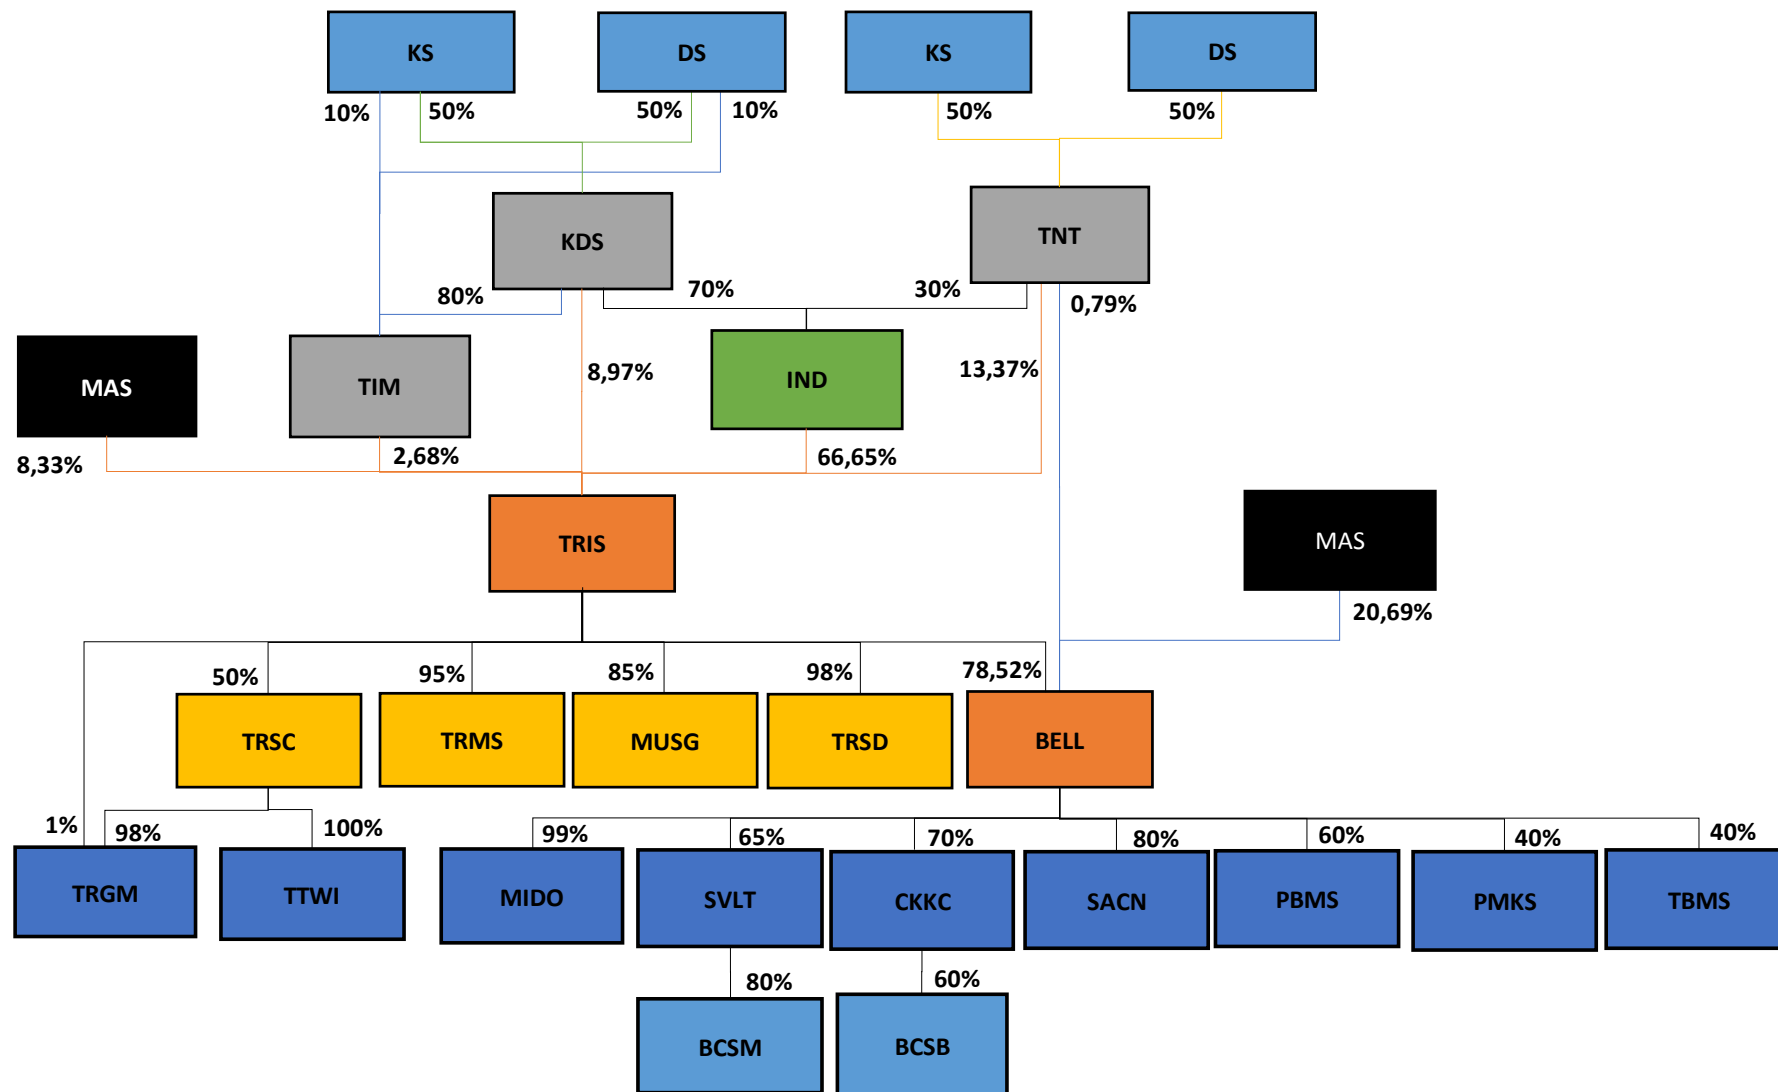 KS
DS
KS
DS
10%
50%
50%
10%
50%
50%
KDS
TNT
80%
70%
30%
0,79%
MAS
TIM
8,97%
IND
13,37%
8,33%
2,68%
66,65%
TRIS
MAS
20,69%
50%
95%
85%
98%
78,52%
TRSC
TRMS
MUSG
TRSD
BELL
1%
98%
100%
99%
65%
70%
80%
60%
40%
40%
TRGM
TTWI
MIDO
SVLT
CKKC
SACN
PBMS
PMKS
TBMS
80%
60%
BCSM
BCSB